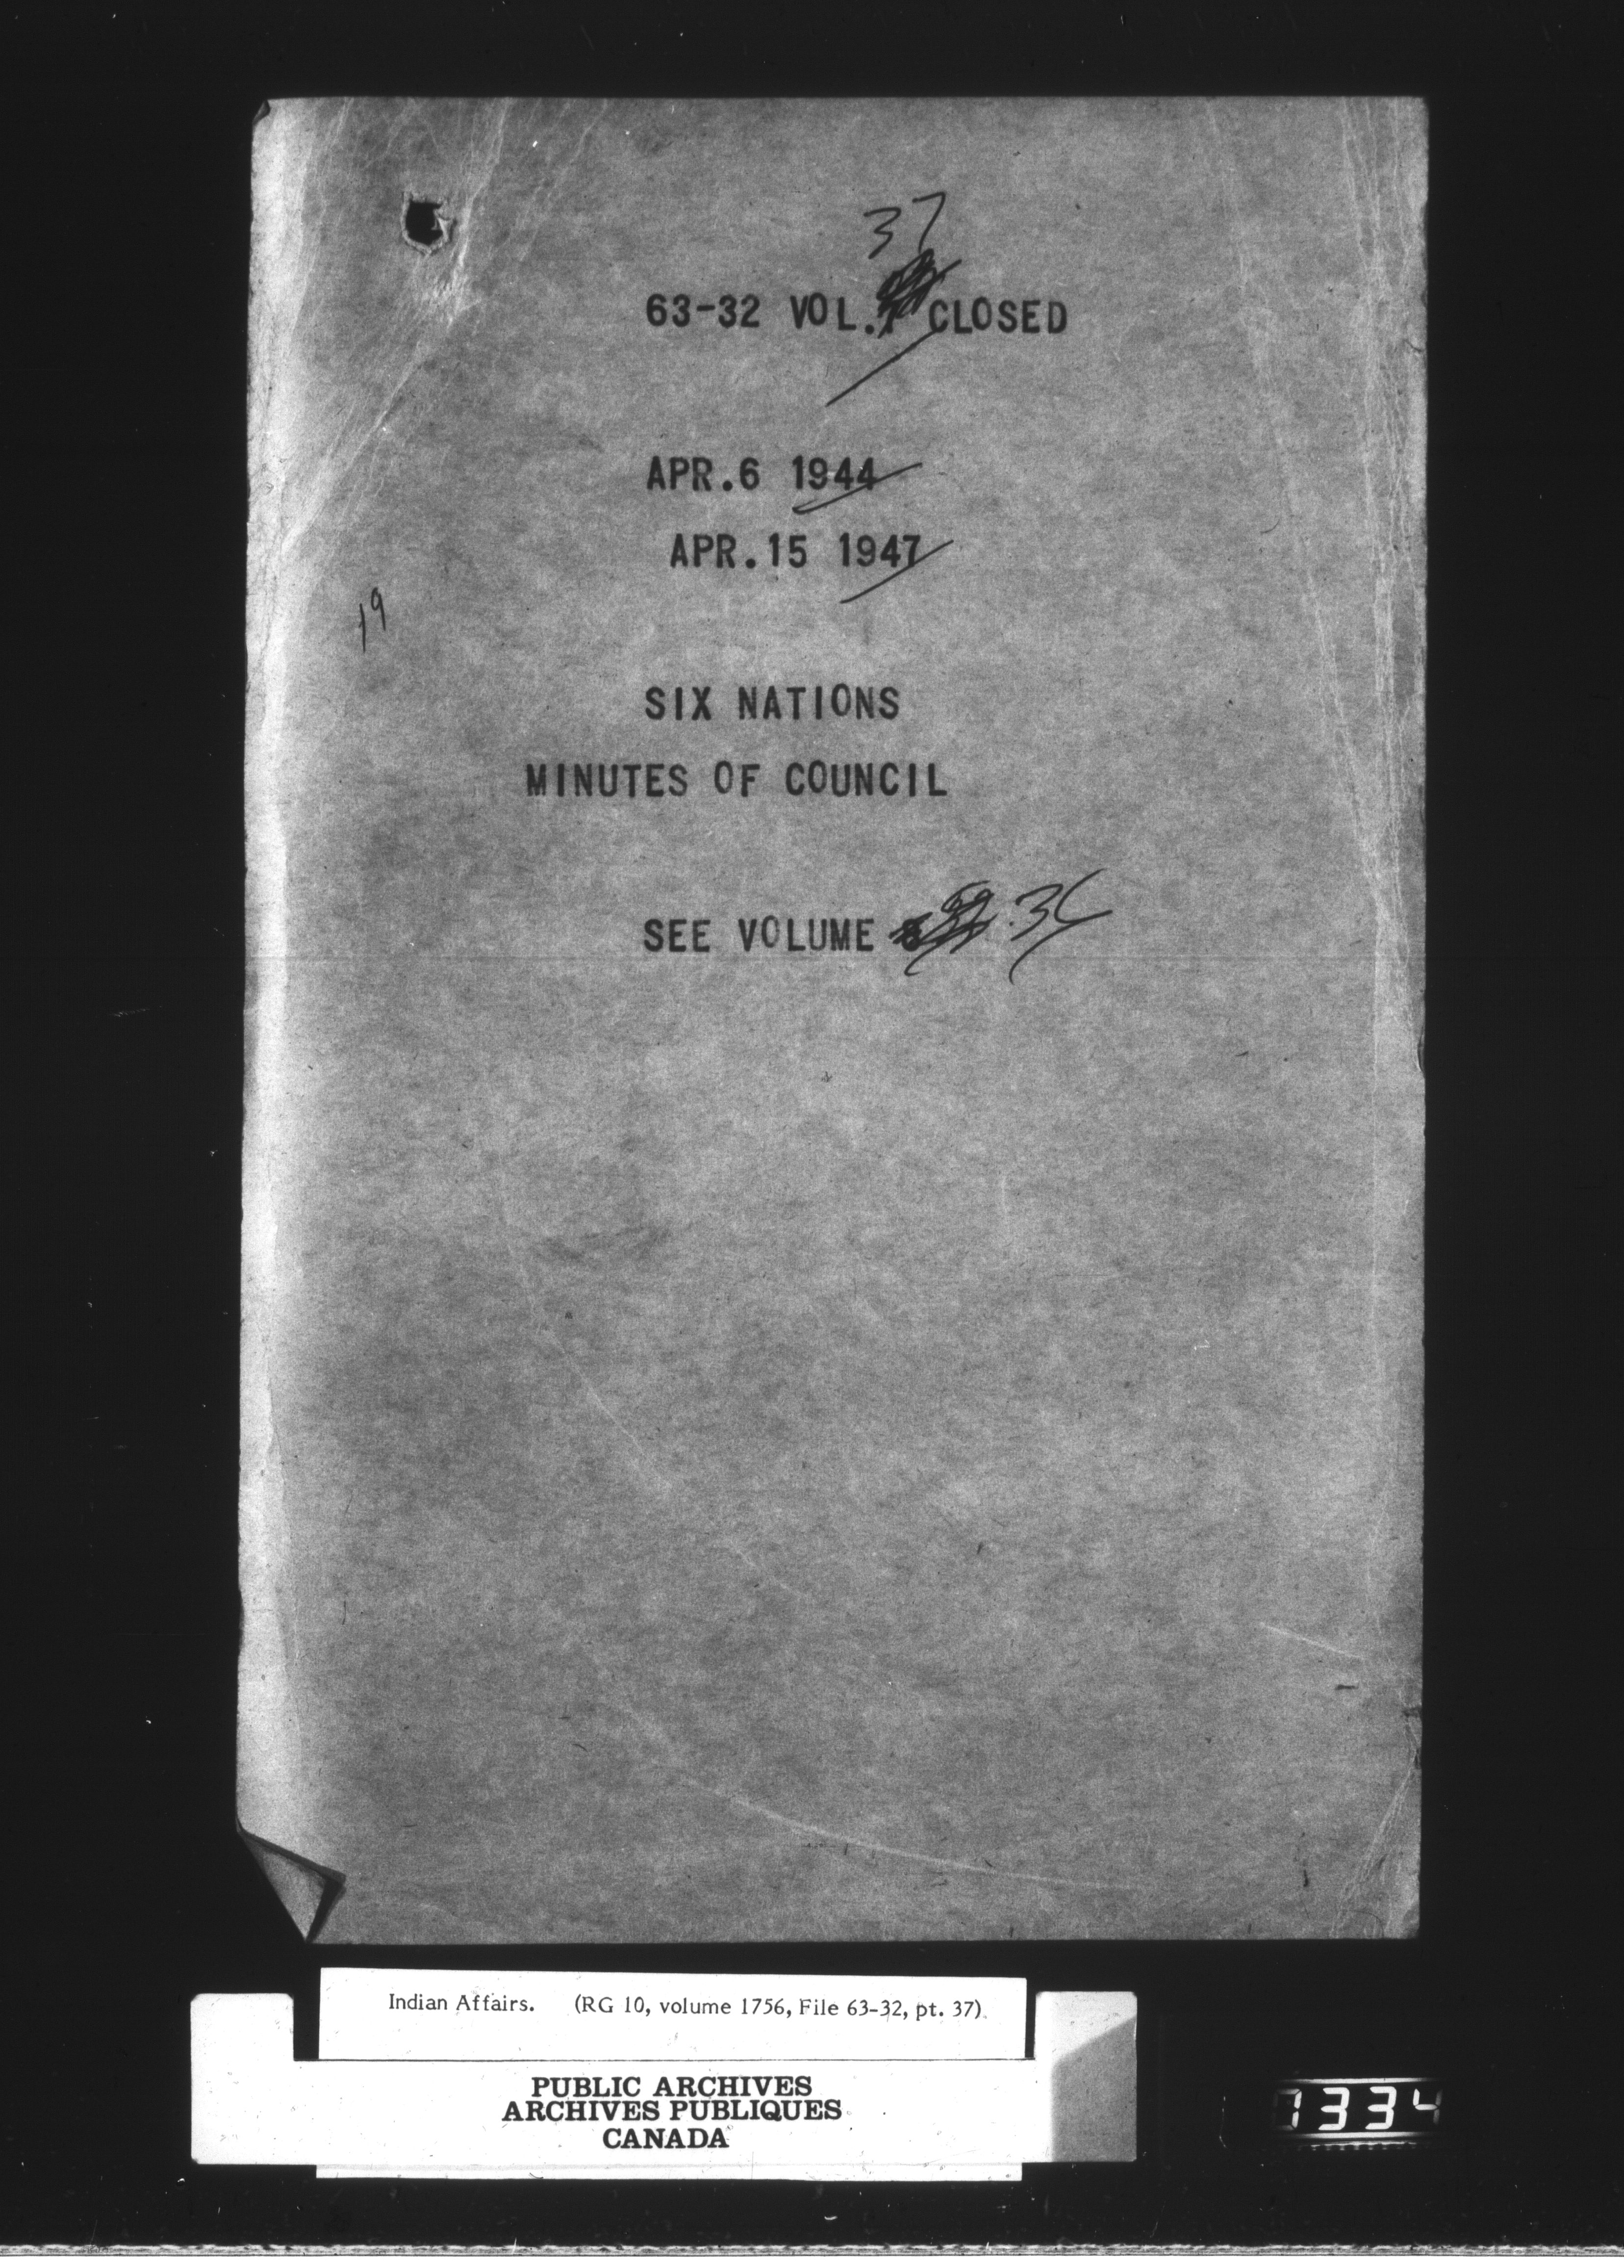 37
63-32 VOL. CLOSED
APR.6 1944
APR.15 1947
19
SIX NATIONS
MINUTES OF COUNCIL
SEE VOLUME
Indian Affairs. (RG 10, volume 1756, File 63-32, pt. 37).
PUBLIC ARCHIVES
ARCHIVES PUBLIQUES
CANADA
1334